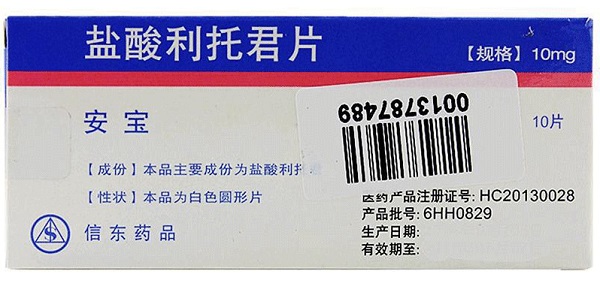 盐酸利托君片
【规格】10mg
安宝
10片
0013787489
【成份】本品主要成份为盐酸利托君
【性状】本品为白色圆形片
医药产品注册证号: HC20130028
产品批号: 6HH0829
生产日期:
有效期至:
信东药品